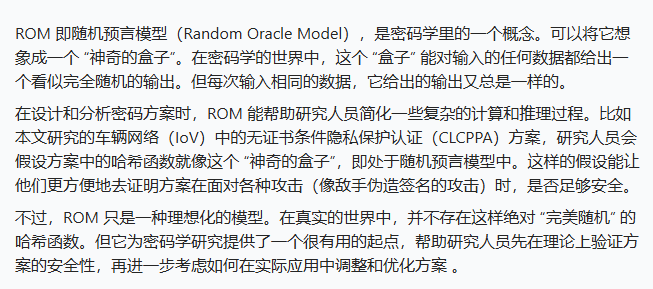 ROM 即随机预言模型（Random Oracle Model），是密码学里的一个概念。可以将它想
象成一个 “神奇的盒子”。在密码学的世界中，这个 “盒子” 能对输入的任何数据都给出一
个看似完全随机的输出。但每次输入相同的数据，它给出的输出又总是一样的。
在设计和分析密码方案时，ROM 能帮助研究人员简化一些复杂的计算和推理过程。比如
本文研究的车辆网络（IoV）中的无证书条件隐私保护认证（CLCPPA）方案，研究人员会
假设方案中的哈希函数就像这个 “神奇的盒子”，即处于随机预言模型中。这样的假设能让
他们更方便地去证明方案在面对各种攻击（像敌手伪造签名的攻击）时，是否足够安全。
不过，ROM 只是一种理想化的模型。在真实的世界中，并不存在这样绝对 “完美随机” 的
哈希函数。但它为密码学研究提供了一个很有用的起点，帮助研究人员先在理论上验证方
案的安全性，再进一步考虑如何在实际应用中调整和优化方案 。